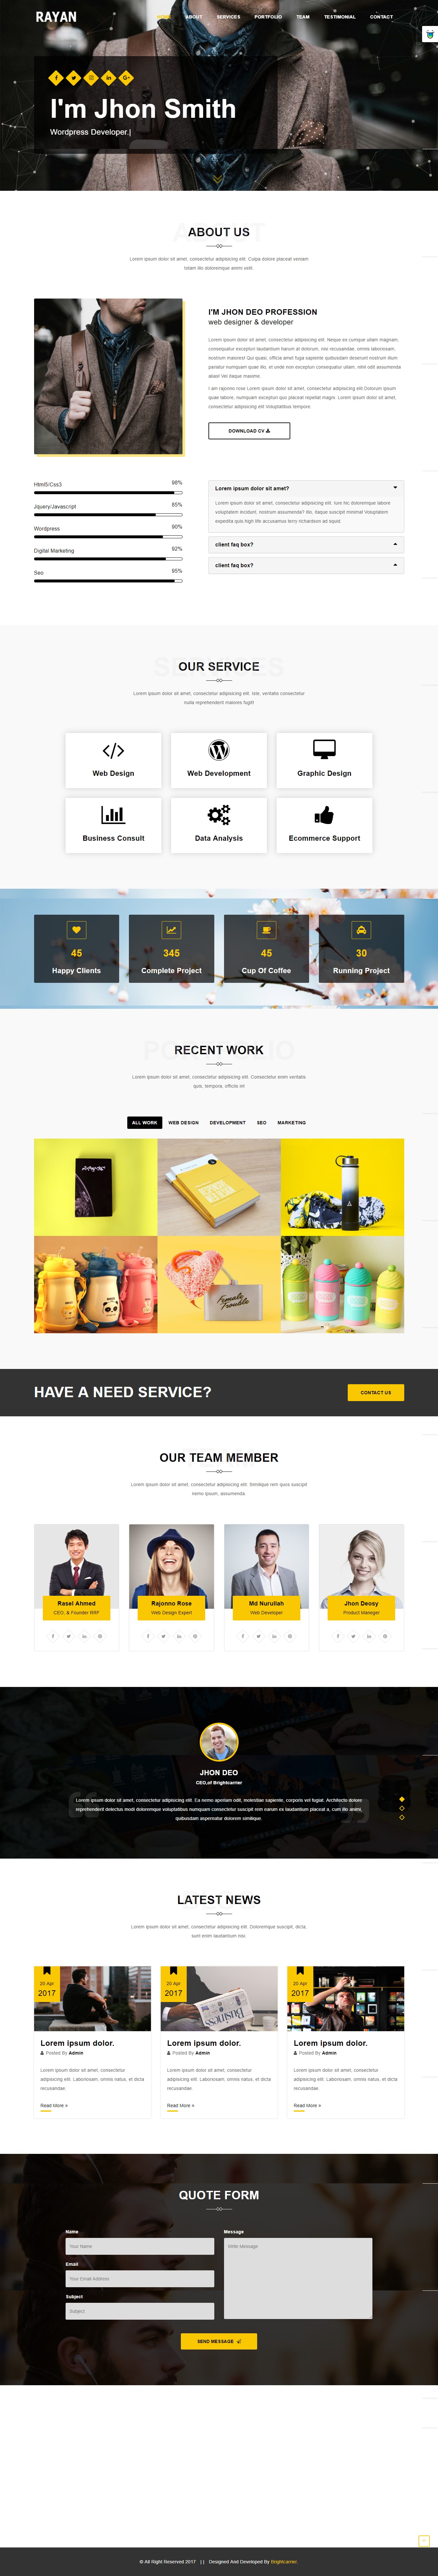 RAYAN
HOME ABOUT SERVICES PORTFOLIO TEAM TESTIMONIAL CONTACT
I'm Jhon Smith
Wordpress Developer.|
ABOUT
ABOUT US
Lorem ipsum dolor sit amet, consectetur adipisicing elit. Culpa dolore placeat veniam
totam illo doloremque animi velit.
I'M JHON DEO PROFESSION
web designer & developer
Lorem ipsum dolor sit amet, consectetur adipisicing elit. Neque ex cumque ullam magnam,
consequatur excepturi laudantium harum at dolorum, nisi recusandae, omnis laboriosam,
nostrum maiores! Qui quasi, officia amet fuga sapiente quibusdam deserunt nostrum illum
pariatur numquam quae illo, et unde non excepturi consequatur ullam, nihil odit assumenda
alias! Vel itaque maxime.
I am rajonno rose Lorem ipsum dolor sit amet, consectetur adipisicing elit Dolorum ipsum
quae labore, numquam excepturi quo placeat repellat magni. Lorem ipsum dolor sit amet,
consectetur adipisicing elit Voluptatibus tempore.
DOWNLOAD CV
Html5/Css3 98%
Jquery/Javascript 85%
Wordpress 90%
Digital Marketing 92%
Seo 95%
Lorem ipsum dolor sit amet?
Lorem ipsum dolor sit amet, consectetur adipisicing elit. Iure hic doloremque labore
voluptatem incidunt, nostrum assumenda? Illo, itaque suscipit minima! Voluptatem
expedita quis high life accusamus terry richardson ad squid.
client faq box?
client faq box?
SERVICES
OUR SERVICE
Lorem ipsum dolor sit amet, consectetur adipisicing elit. Iste, veritatis consectetur
nulla reprehenderit maiores fugit!
Web Design
Web Development
Graphic Design
Business Consult
Data Analysis
Ecommerce Support
45
Happy Clients
345
Complete Project
45
Cup Of Coffee
30
Running Project
PORTFOLIO
RECENT WORK
Lorem ipsum dolor sit amet, consectetur adipisicing elit. Consectetur enim veritatis
quis, tempora, officiis in!
ALL WORK WEB DESIGN DEVELOPMENT SEO MARKETING
Female
Trouble
HAVE A NEED SERVICE?
CONTACT US
OUR TEAM MEMBER
Lorem ipsum dolor sit amet, consectetur adipisicing elit. Similique rem quos suscipit
nemo ipsum, assumenda.
Rasel Ahmed
CEO. & Founder RRF
Rajonno Rose
Web Design Expert
Md Nurullah
Web Developer
Jhon Deosy
Product Maneger
JHON DEO
CEO,of Brightcarrier
Lorem ipsum dolor sit amet, consectetur adipisicing elit. Ea nemo aperiam odit, molestiae sapiente, corporis vel fugiat. Architecto dolore
reprehenderit delectus modi doloremque voluptatibus numquam consectetur suscipit rem earum ex laudantium placeat a, cum illo animi,
quibusdam aspernatur dolorem similique.
LATEST NEWS
Lorem ipsum dolor sit amet, consectetur adipisicing elit. Doloremque suscipit, dicta,
sunt enim laudantium nisi.
20 Apr
2017
Lorem ipsum dolor.
Posted By Admin
Lorem ipsum dolor sit amet, consectetur
adipisicing elit. Laboriosam, omnis natus, et dicta
recusandae.
Read More »
20 Apr
2017
BUSINESS
Lorem ipsum dolor.
Posted By Admin
Lorem ipsum dolor sit amet, consectetur
adipisicing elit. Laboriosam, omnis natus, et dicta
recusandae.
Read More »
20 Apr
2017
Lorem ipsum dolor.
Posted By Admin
Lorem ipsum dolor sit amet, consectetur
adipisicing elit. Laboriosam, omnis natus, et dicta
recusandae.
Read More »
QUOTE FORM
Name
Your Name
Email
Your Email Address
Subject
Subject
Message
Write Message
SEND MESSAGE
© All Right Reserved 2017 || Designed And Developed By Brightcarrier.